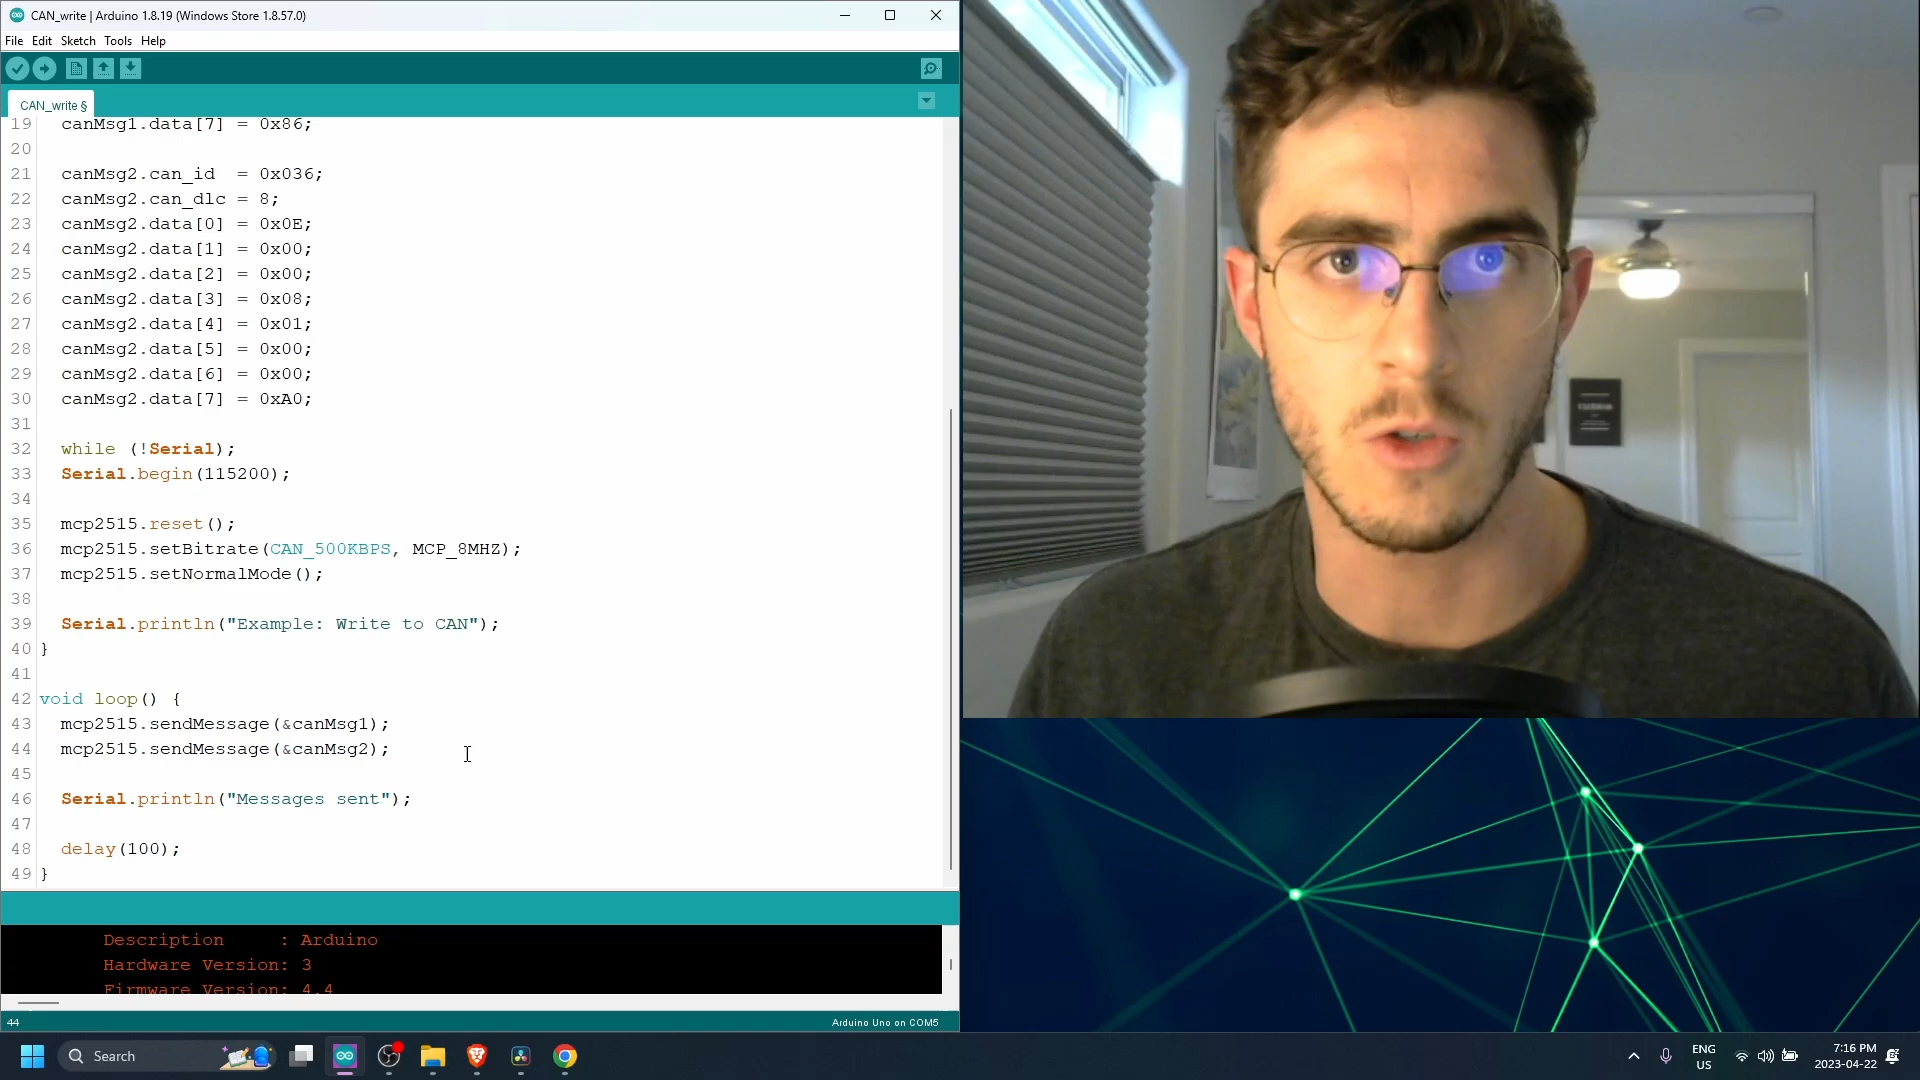 CAN_write | Arduino 1.8.19 (Windows Store 1.8.57.0)
File Edit Sketch Tools Help
CAN_write §
19 canMsg1.data[7] = 0x86;
20
21 canMsg2.can_id  = 0x036;
22 canMsg2.can_dlc = 8;
23 canMsg2.data[0] = 0x0E;
24 canMsg2.data[1] = 0x00;
25 canMsg2.data[2] = 0x00;
26 canMsg2.data[3] = 0x08;
27 canMsg2.data[4] = 0x01;
28 canMsg2.data[5] = 0x00;
29 canMsg2.data[6] = 0x00;
30 canMsg2.data[7] = 0xA0;
31
32 while (!Serial);
33 Serial.begin(115200);
34
35 mcp2515.reset();
36 mcp2515.setBitrate(CAN_500KBPS, MCP_8MHZ);
37 mcp2515.setNormalMode();
38
39 Serial.println("Example: Write to CAN");
40 }
41
42 void loop() {
43 mcp2515.sendMessage(&canMsg1);
44 mcp2515.sendMessage(&canMsg2);
45
46 Serial.println("Messages sent");
47
48 delay(100);
49 }
Description     : Arduino
Hardware Version: 3
Firmware Version: 4.4
44
Arduino Uno on COM5
Search
ENG
US
7:16 PM
2023-04-22